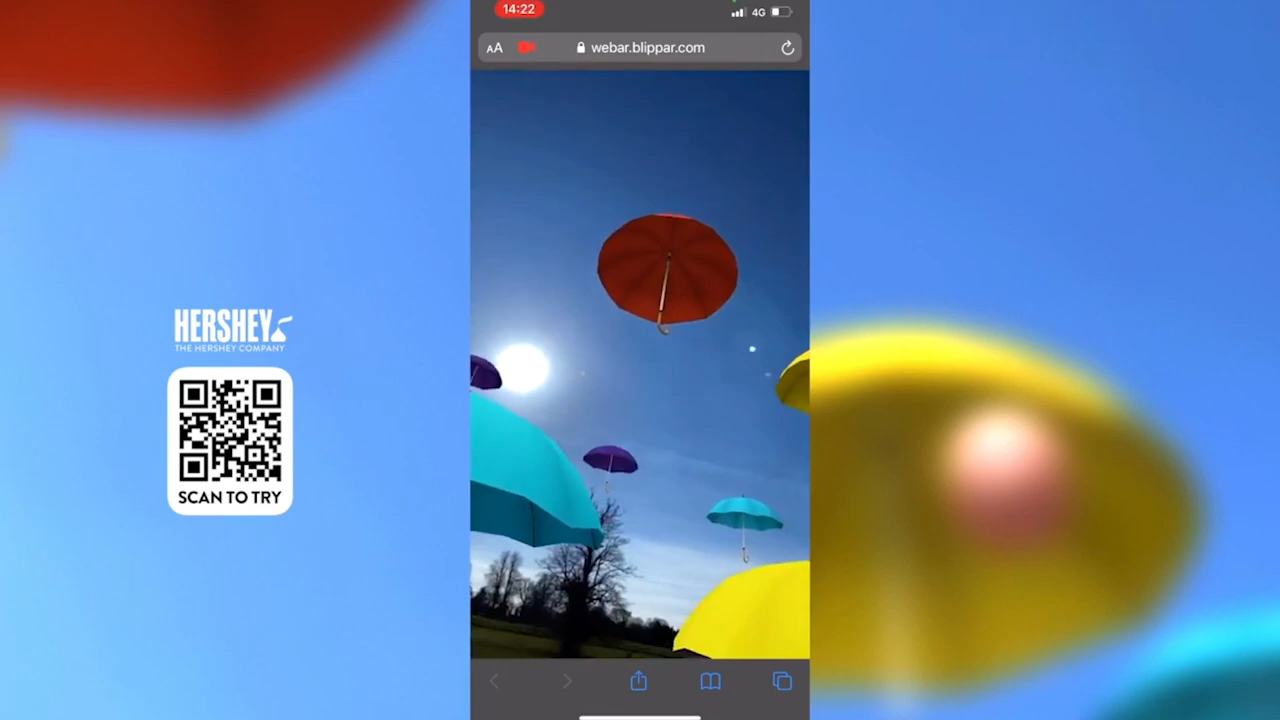 14:22
4G
AA
webar.blippar.com
HERSHEY
THE HERSHEY COMPANY
SCAN TO TRY